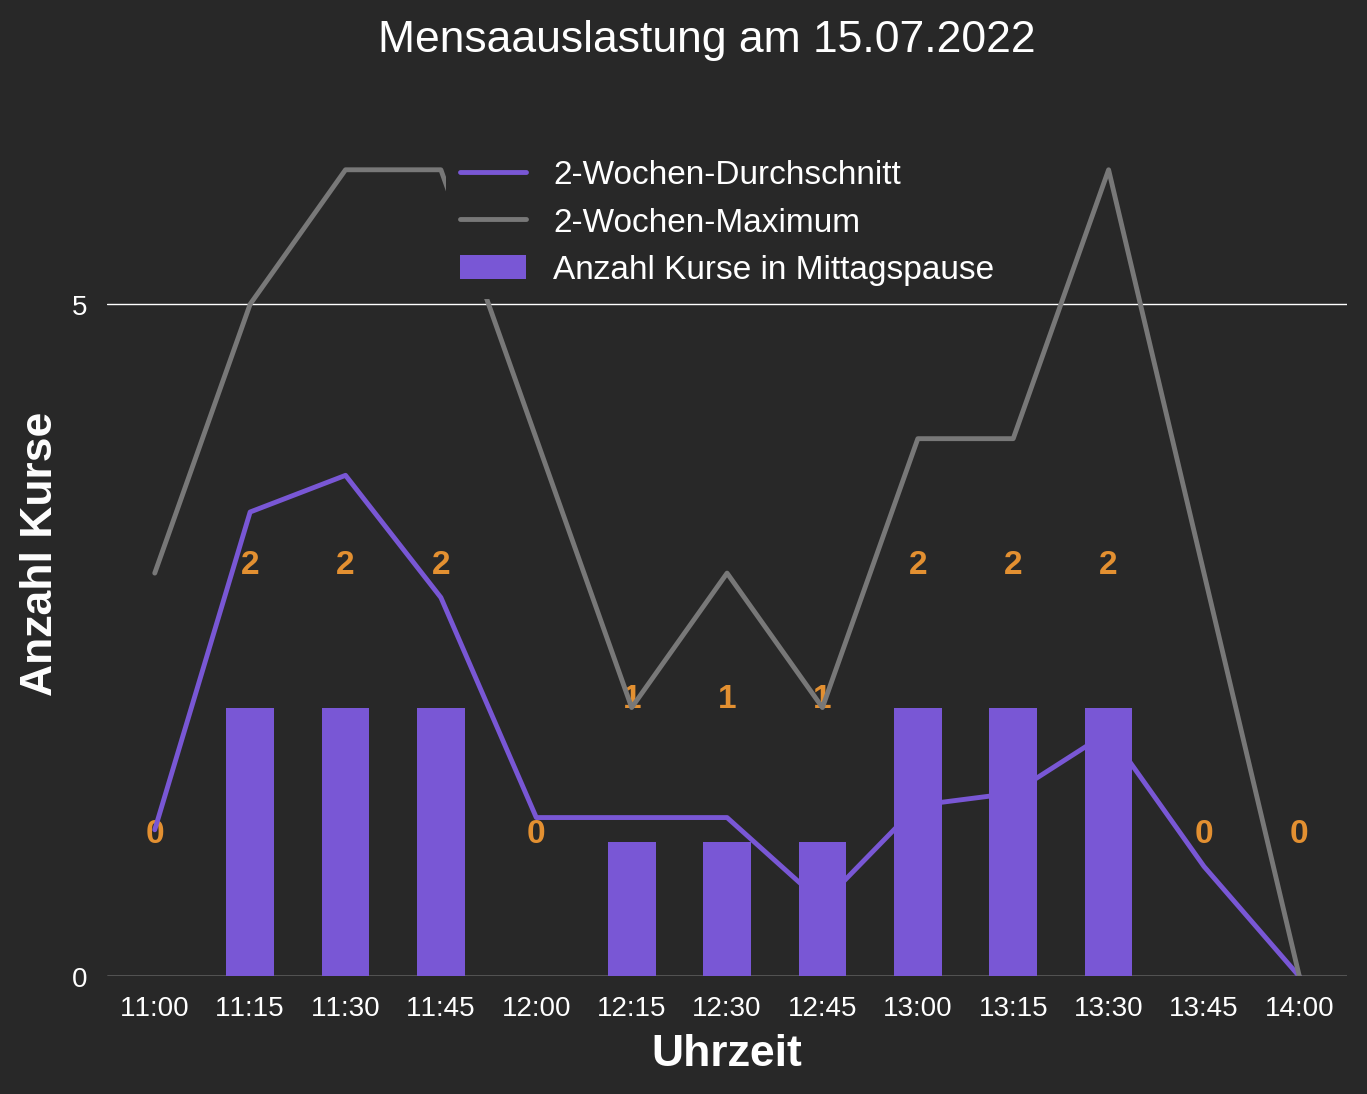 Mensaauslastung am 15.07.2022
2-Wochen-Durchschnitt
2-Wochen-Maximum
Anzahl Kurse in Mittagspause
5
Anzahl Kurse
2 2 2 2 2 2
1 1 1
0 0 0 0
0
11:00 11:15 11:30 11:45 12:00 12:15 12:30 12:45 13:00 13:15 13:30 13:45 14:00
Uhrzeit